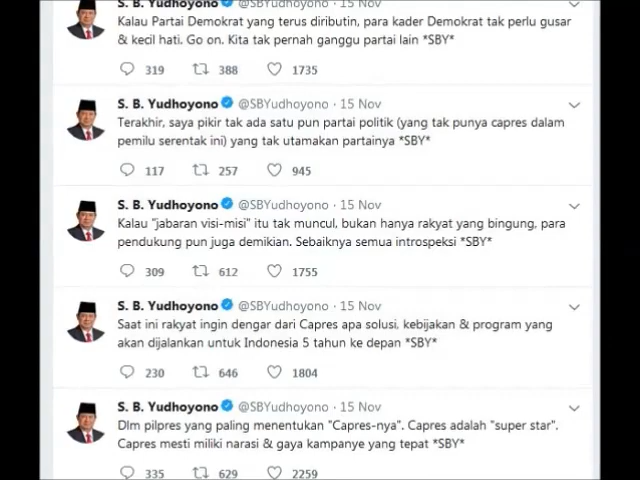 S. B. Yudhoyono @SBYudhoyono · 15 Nov
Kalau Partai Demokrat yang terus diributin, para kader Demokrat tak perlu gusar
& kecil hati. Go on. Kita tak pernah ganggu partai lain *SBY*
319 388 1735
S. B. Yudhoyono @SBYudhoyono · 15 Nov
Terakhir, saya pikir tak ada satu pun partai politik (yang tak punya capres dalam
pemilu serentak ini) yang tak utamakan partainya *SBY*
117 257 945
S. B. Yudhoyono @SBYudhoyono · 15 Nov
Kalau "jabaran visi-misi" itu tak muncul, bukan hanya rakyat yang bingung, para
pendukung pun juga demikian. Sebaiknya semua introspeksi *SBY*
309 612 1755
S. B. Yudhoyono @SBYudhoyono · 15 Nov
Saat ini rakyat ingin dengar dari Capres apa solusi, kebijakan & program yang
akan dijalankan untuk Indonesia 5 tahun ke depan *SBY*
230 646 1804
S. B. Yudhoyono @SBYudhoyono · 15 Nov
Dlm pilpres yang paling menentukan "Capres-nya". Capres adalah "super star".
Capres mesti miliki narasi & gaya kampanye yang tepat *SBY*
335 629 2259